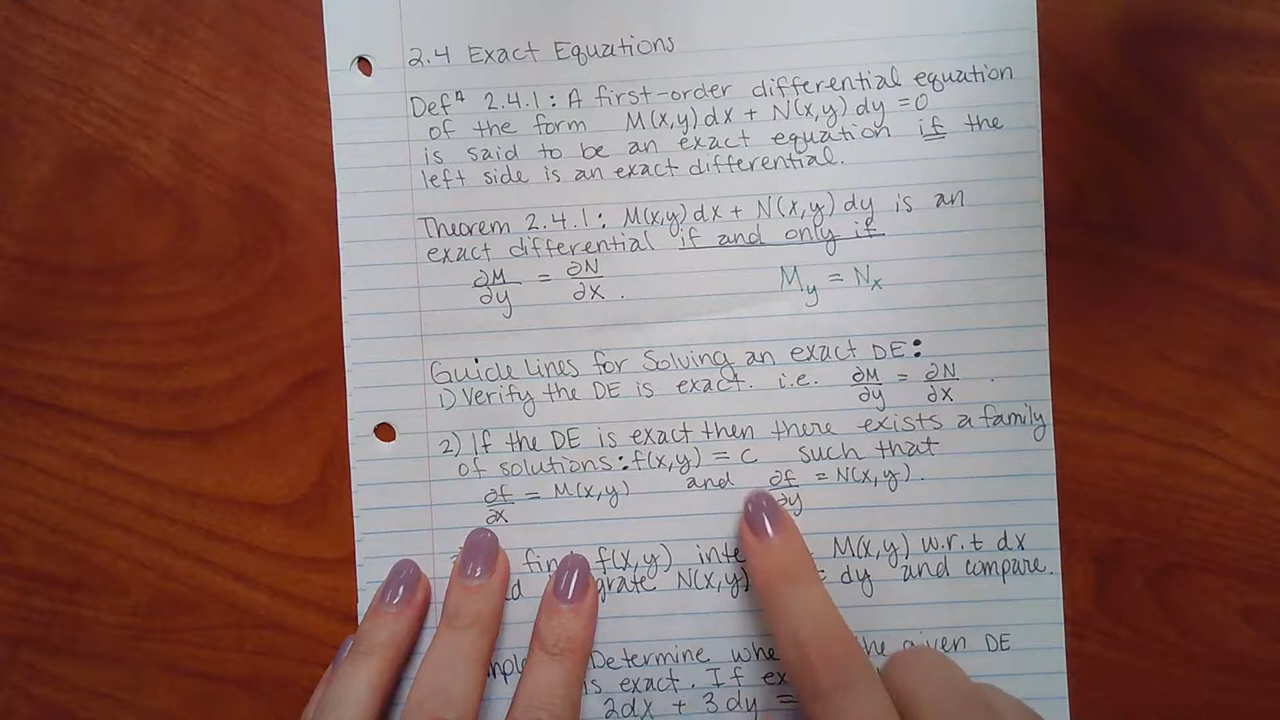 2.4 Exact Equations
Defⁿ 2.4.1: A first-order differential equation
of the form M(x,y) dx + N(x,y) dy = 0
is said to be an exact equation if the
left side is an exact differential.
Theorem 2.4.1: M(x,y) dx + N(x,y) dy is an
exact differential if and only if
∂M/∂y = ∂N/∂x. My = Nx
Guide lines for Solving an exact DE:
1) Verify the DE is exact. i.e. ∂M/∂y = ∂N/∂x.
2) If the DE is exact then there exists a family
of solutions: f(x,y) = c such that
∂f/∂x = M(x,y) and ∂f/∂y = N(x,y).
f(x,y) M(x,y) w.r.t dx
N(x,y) dy and compare.
Determine the given DE
is exact. If
2dx + 3dy =